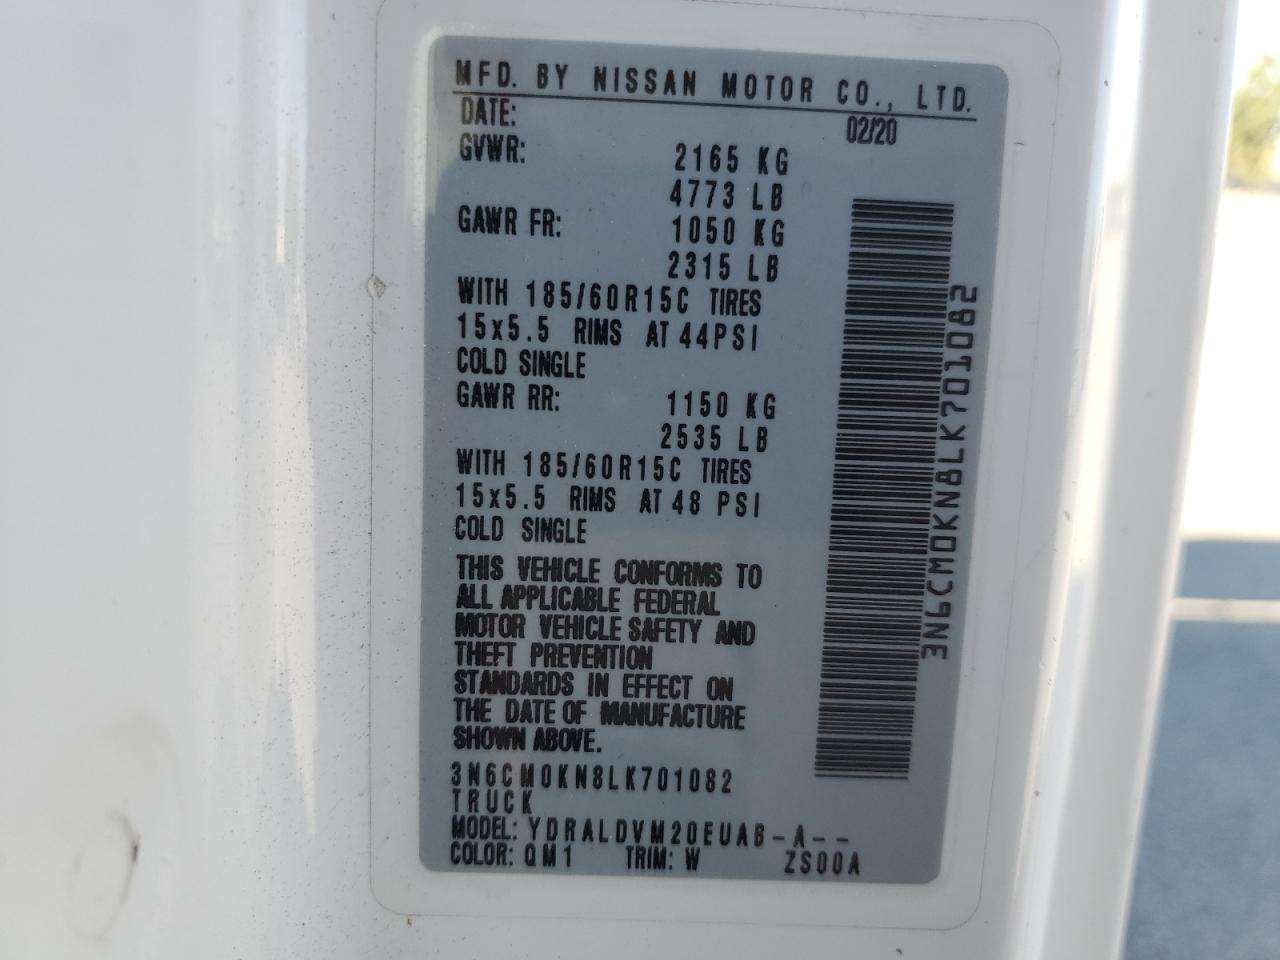 MFD. BY NISSAN MOTOR CO., LTD.
DATE: 02/20
GVWR: 2165 KG
4773 LB
GAWR FR: 1050 KG
2315 LB
WITH 185/60R15C TIRES
15x5.5 RIMS AT 44PSI
COLD SINGLE
GAWR RR: 1150 KG
2535 LB
WITH 185/60R15C TIRES
15x5.5 RIMS AT 48 PSI
COLD SINGLE
THIS VEHICLE CONFORMS TO
ALL APPLICABLE FEDERAL
MOTOR VEHICLE SAFETY AND
THEFT PREVENTION
STANDARDS IN EFFECT ON
THE DATE OF MANUFACTURE
SHOWN ABOVE.
3N6CM0KN8LK701082
TRUCK
MODEL: YDRALDVM20EUAB-A--
COLOR: QM1 TRIM: W ZS00A
3N6CM0KN8LK701082